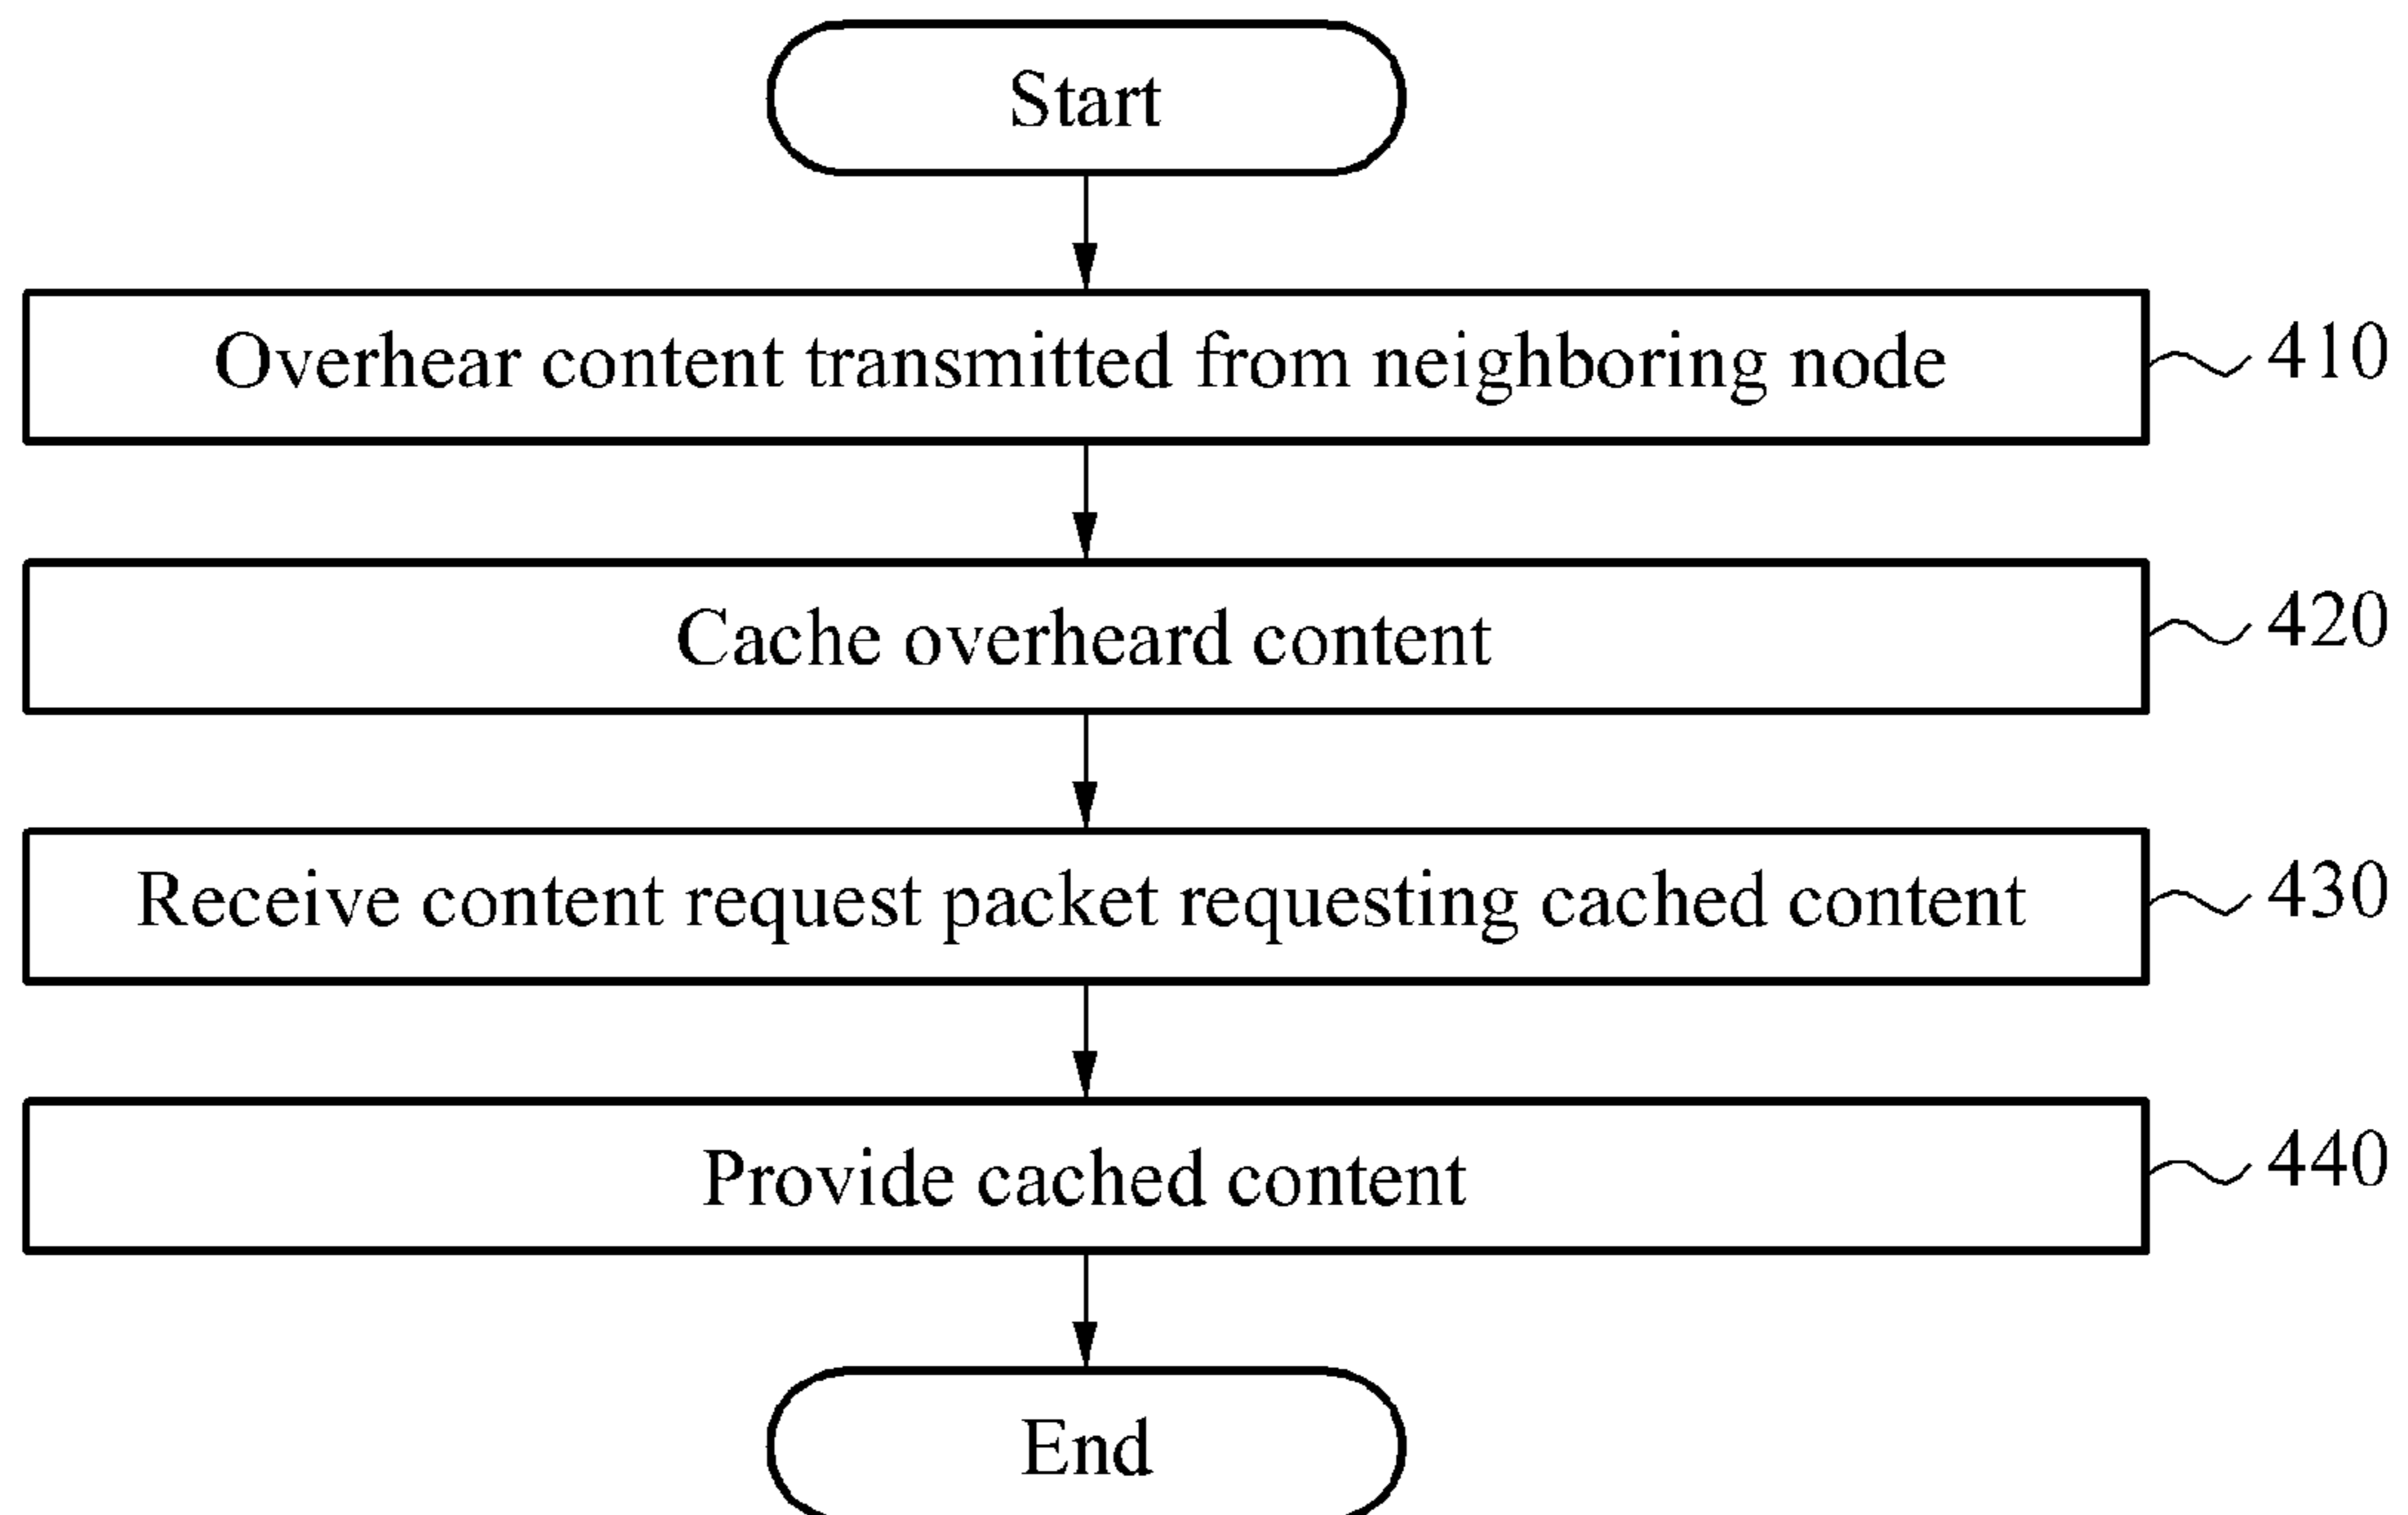 Start
Overhear content transmitted from neighboring node 410
Cache overheard content 420
Receive content request packet requesting cached content 430
Provide cached content 440
End